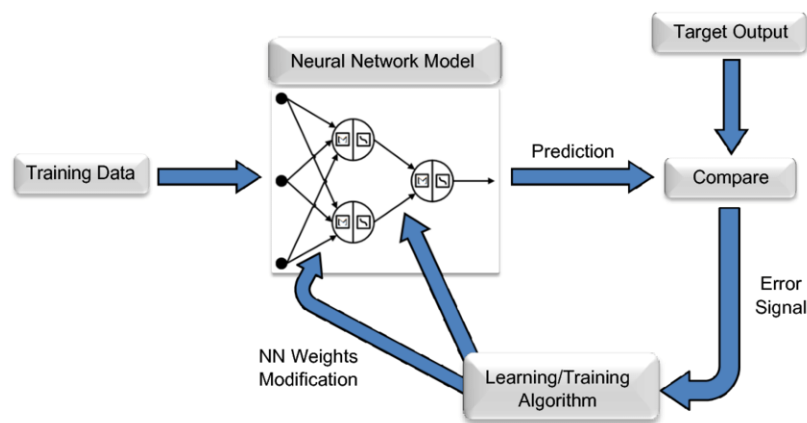 Target Output
Neural Network Model
Training Data
Prediction
Compare
Error
Signal
NN Weights
Modification
Learning/Training
Algorithm